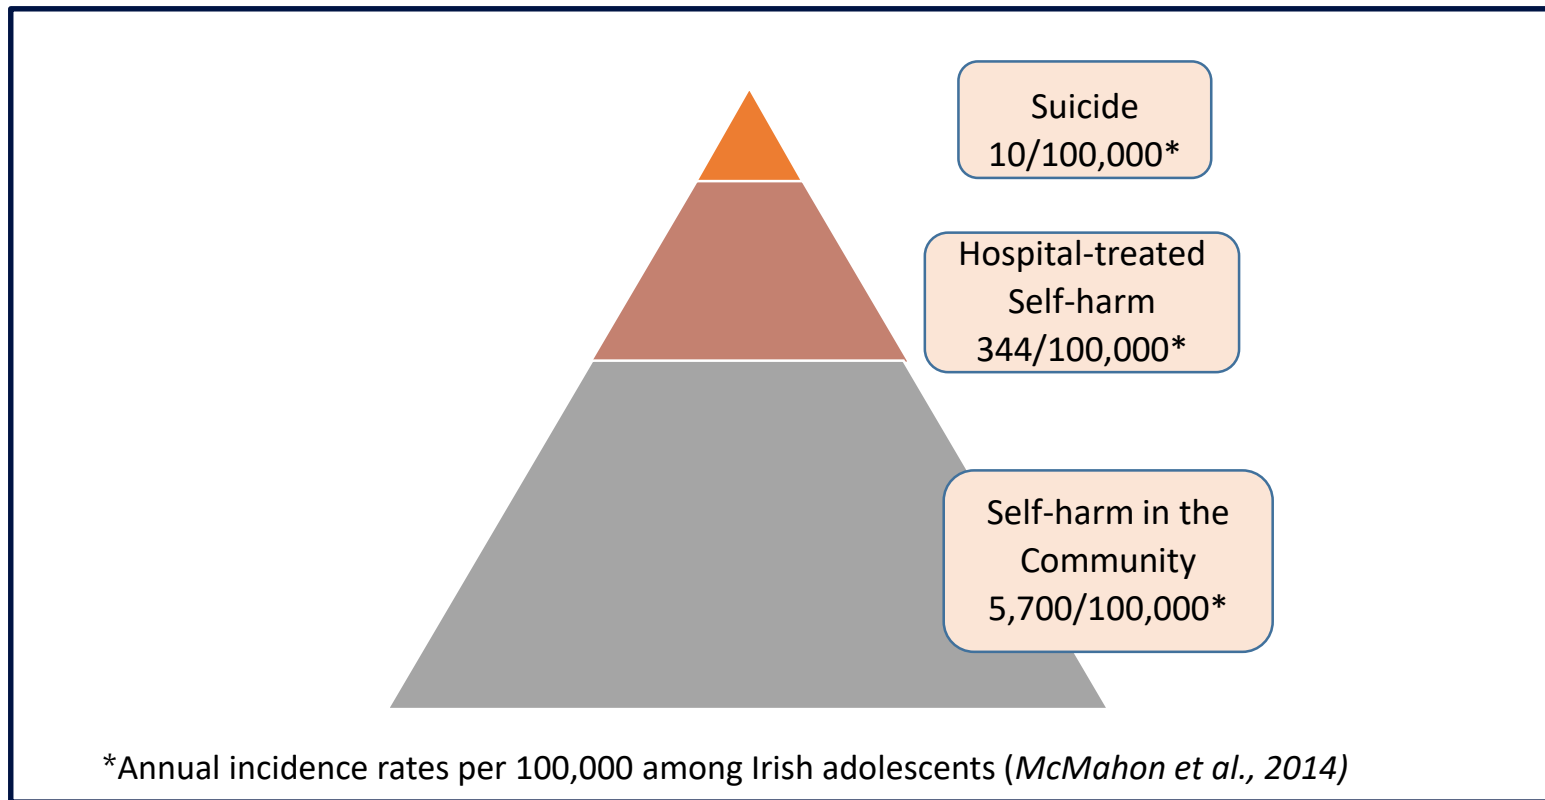 Suicide
10/100,000*
Hospital-treated
Self-harm
344/100,000*
Self-harm in the
Community
5,700/100,000*
*Annual incidence rates per 100,000 among Irish adolescents (McMahon et al., 2014)